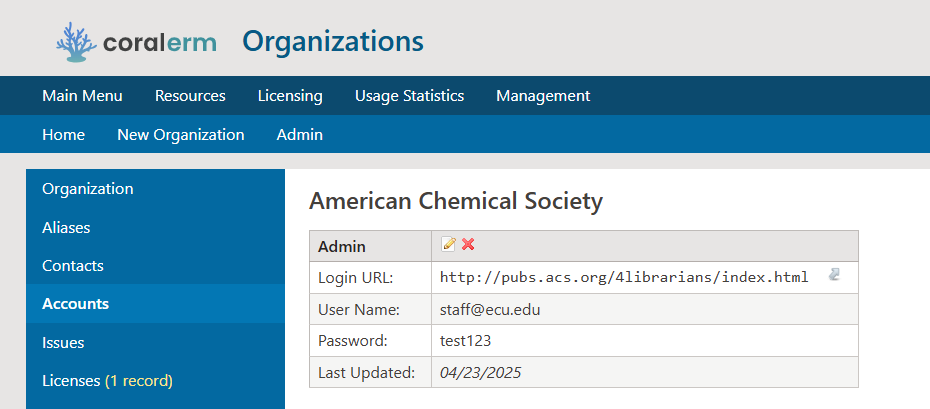 coralerm Organizations
Main Menu Resources Licensing Usage Statistics Management
Home New Organization Admin
Organization
Aliases
Contacts
Accounts
Issues
Licenses (1 record)
American Chemical Society
Admin
Login URL: http://pubs.acs.org/4librarians/index.html
User Name: staff@ecu.edu
Password: test123
Last Updated: 04/23/2025